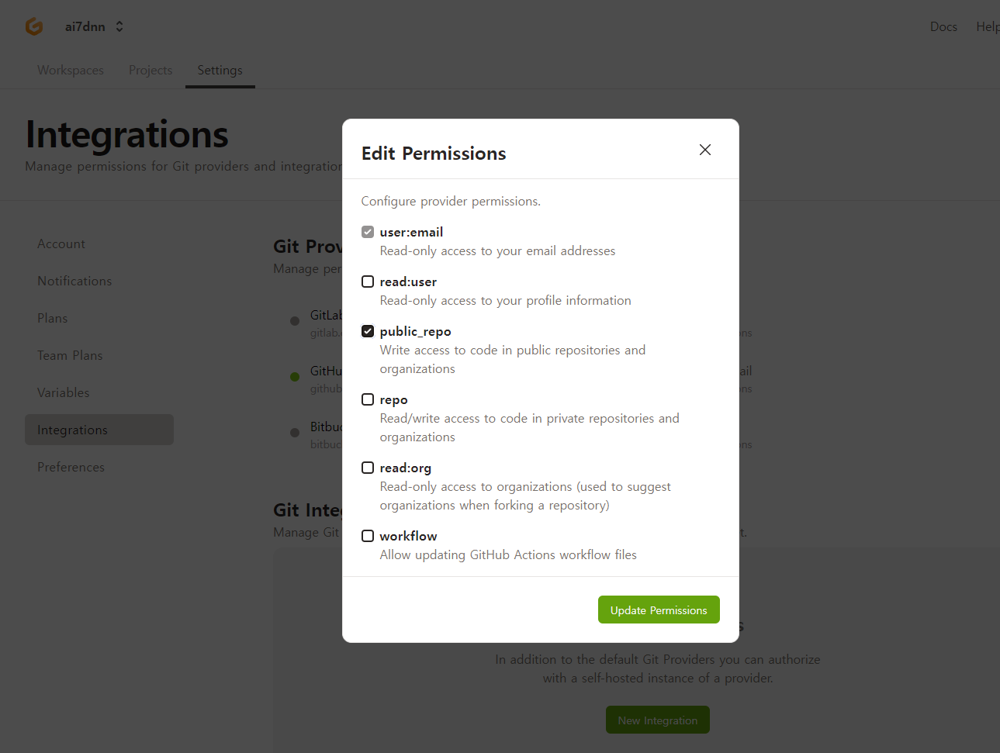 ai7dnn
Docs
Help
Workspaces
Projects
Settings
Integrations
Manage permissions for Git providers and integration
Account
Notifications
Plans
Team Plans
Variables
Integrations
Preferences
Git Prov
Manage per
GitLab
gitlab.
GitHu
github
Bitbuc
bitbuc
Git Integ
Manage Git
Edit Permissions
Configure provider permissions.
user:email
Read-only access to your email addresses
read:user
Read-only access to your profile information
public_repo
Write access to code in public repositories and
organizations
repo
Read/write access to code in private repositories and
organizations
read:org
Read-only access to organizations (used to suggest
organizations when forking a repository)
workflow
Allow updating GitHub Actions workflow files
Update Permissions
ons
ail
ons
ons
t.
s
In addition to the default Git Providers you can authorize
with a self-hosted instance of a provider.
New Integration